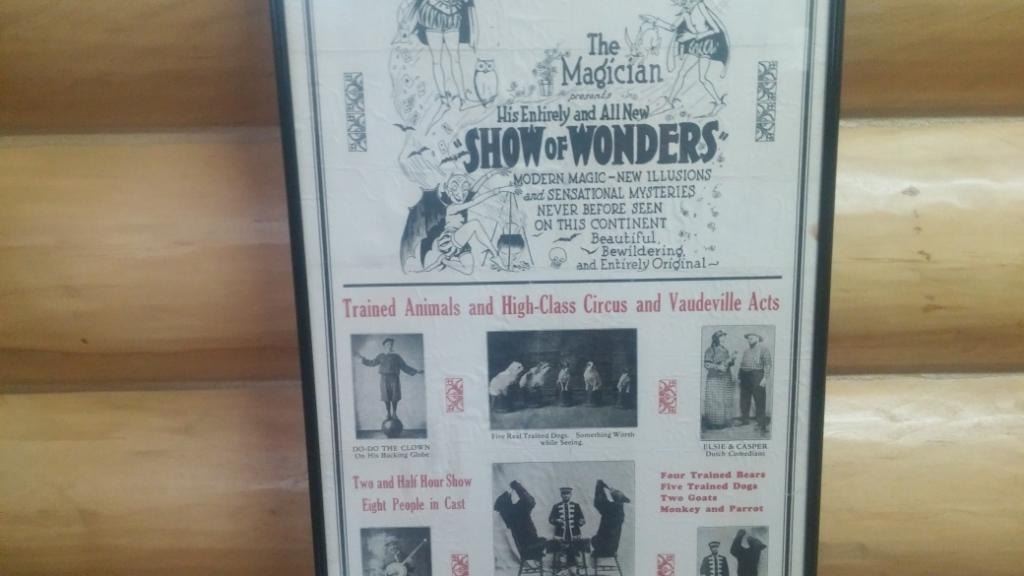 The
Magician
presents
His Entirely and All New
"SHOW OF WONDERS"
MODERN MAGIC - NEW ILLUSIONS
and SENSATIONAL MYSTERIES
NEVER BEFORE SEEN
ON THIS CONTINENT
Beautiful,
Bewildering,
and Entirely Original
Trained Animals and High-Class Circus and Vaudeville Acts
DO-DO THE CLOWN
On His Bucking Globe
Five Real Trained Dogs. Something Worth
while Seeing.
ELSIE & CASPER
Dutch Comedians
Two and Half Hour Show
Eight People in Cast
Four Trained Bears
Five Trained Dogs
Two Goats
Monkey and Parrot